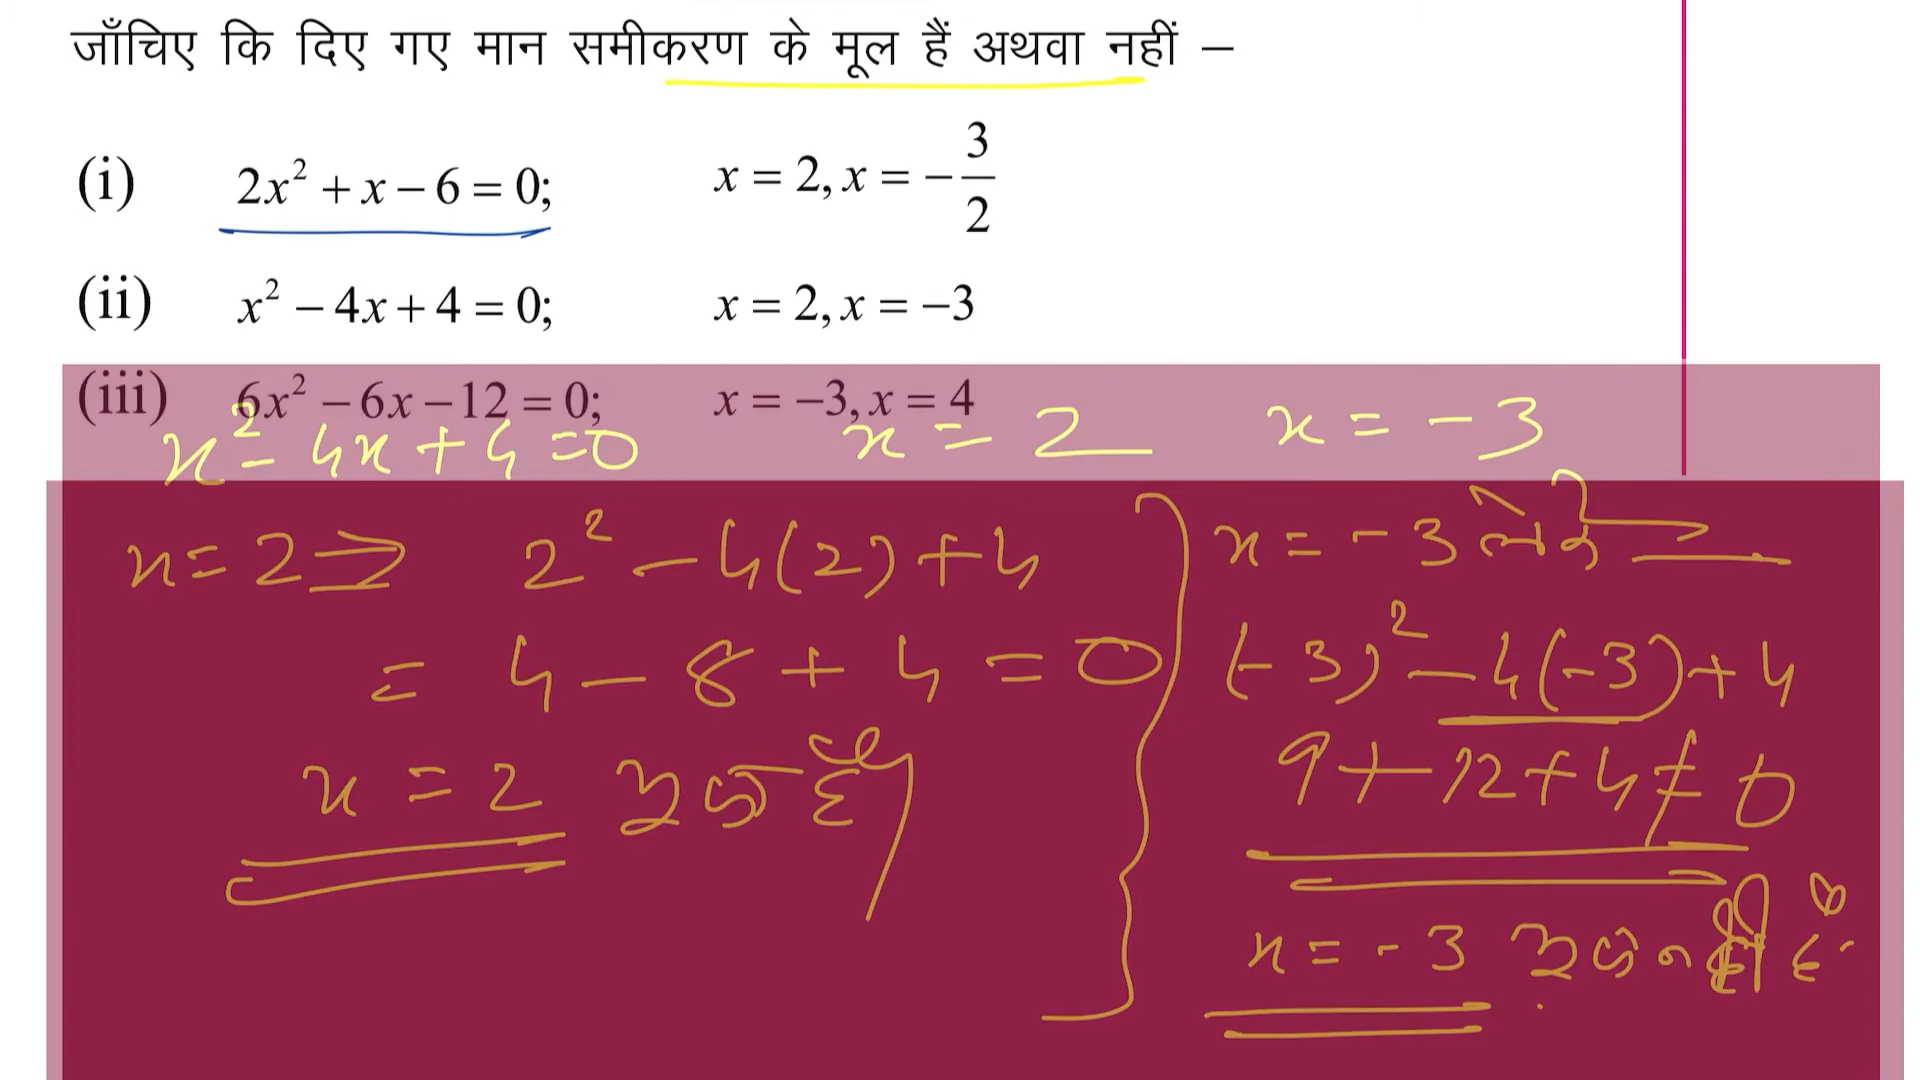 जाँचिए कि दिए गए मान समीकरण के मूल हैं अथवा नहीं –
(i) 2x² + x – 6 = 0; x = 2, x = –3/2
(ii) x² – 4x + 4 = 0; x = 2, x = –3
(iii) 6x² – 6x – 12 = 0; x = –3, x = 4
x² – 4x + 4 = 0 x = 2 x = –3
x = 2 ⇒ 2² – 4(2) + 4
= 4 – 8 + 4 = 0
x = 2 मूल है
x = –3
(–3)² – 4(–3) + 4
9 + 12 + 4 ≠ 0
x = –3 मूल नहीं है